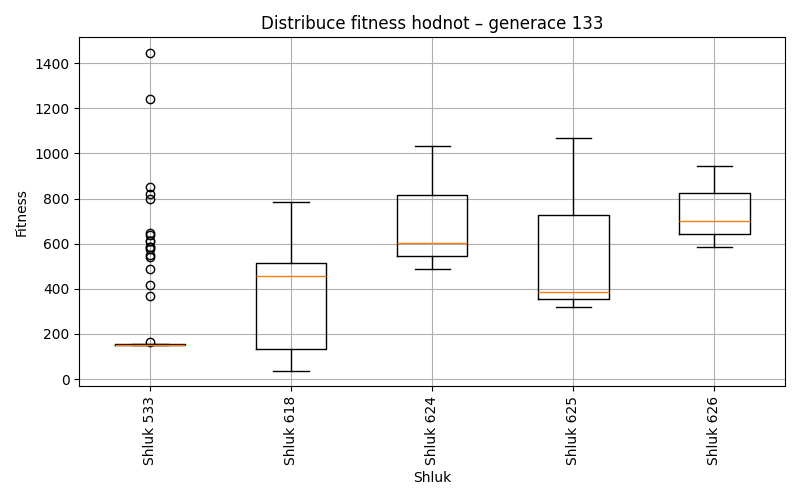 Distribuce fitness hodnot – generace 133
Fitness
1400
1200
1000
800
600
400
200
0
Shluk 533
Shluk 618
Shluk 624
Shluk 625
Shluk 626
Shluk